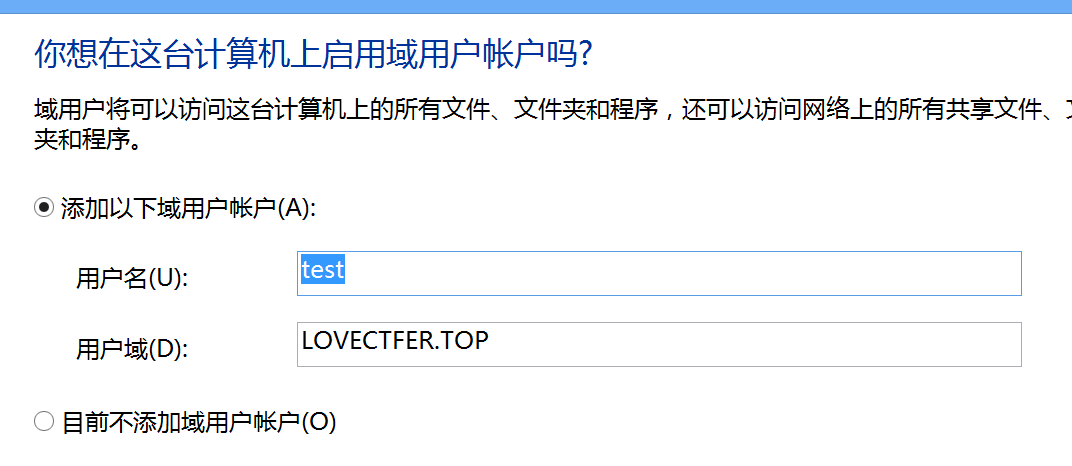 你想在这台计算机上启用域用户帐户吗?
域用户将可以访问这台计算机上的所有文件、文件夹和程序，还可以访问网络上的所有共享文件、
夹和程序。
添加以下域用户帐户(A):
用户名(U):
test
用户域(D):
LOVECTFER.TOP
目前不添加域用户帐户(O)